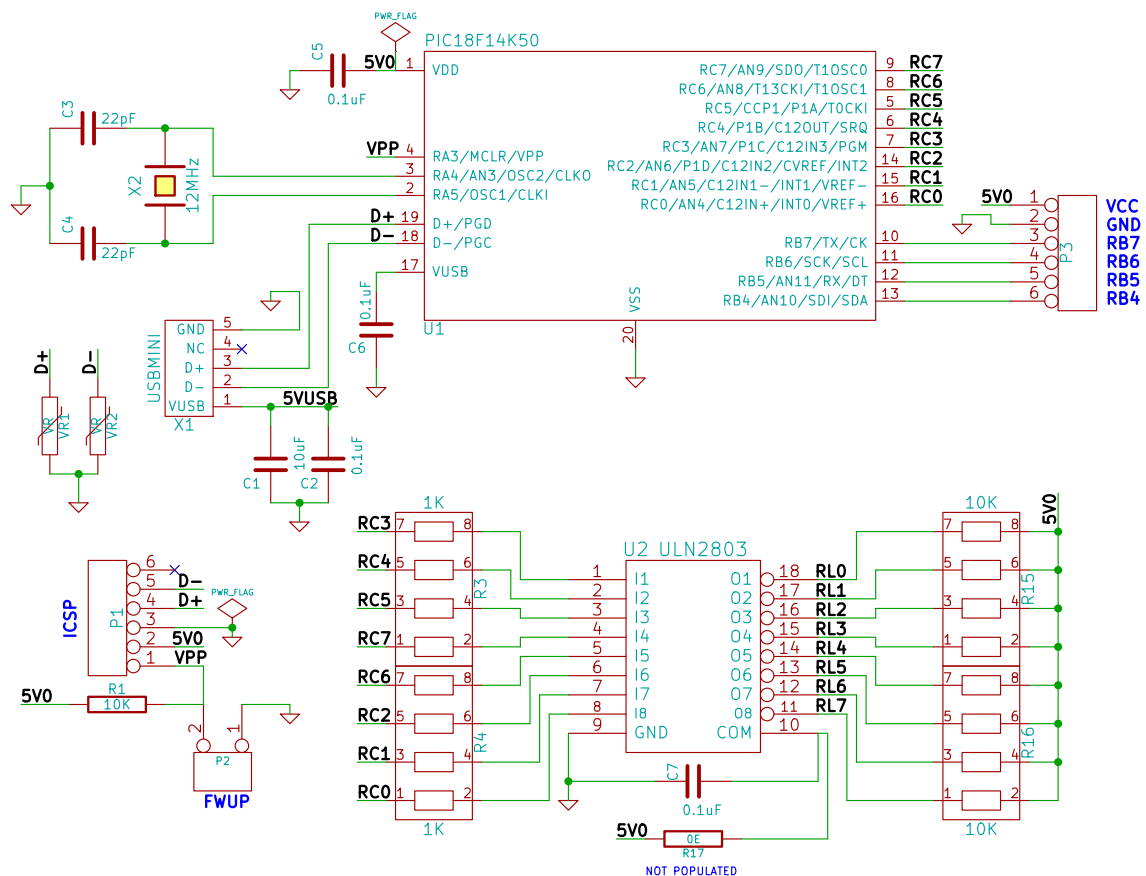 PWR_FLAG
PIC18F14K50
C5
5V0
0.1uF
1
VDD
RC7/AN9/SDO/T1OSCO
9
RC7
RC6/AN8/T13CKI/T1OSC1
8
RC6
RC5/CCP1/P1A/TOCKI
5
RC5
RC4/P1B/C12OUT/SRQ
6
RC4
RC3/AN7/P1C/C12IN3/PGM
7
RC3
RC2/AN6/P1D/C12IN2/CVREF/INT2
14
RC2
RC1/AN5/C12IN1-/INT1/VREF-
15
RC1
RC0/AN4/C12IN+/INT0/VREF+
16
RC0
C3
22pF
VPP
4
RA3/MCLR/VPP
3
RA4/AN3/OSC2/CLKO
2
RA5/OSC1/CLKI
X2
12MHz
C4
22pF
D+
19
D+/PGD
D-
18
D-/PGC
17
VUSB
RB7/TX/CK
10
RB6/SCK/SCL
11
RB5/AN11/RX/DT
12
RB4/AN10/SDI/SDA
13
5V0
1
VCC
2
GND
3
RB7
4
RB6
5
RB5
6
RB4
P3
VSS
20
U1
0.1uF
C6
USBMINI
GND
5
NC
4
D+
3
D-
2
VUSB
1
X1
5VUSB
10uF
C1
0.1uF
C2
D+
D-
VR
VR1
VR
VR2
ICSP
P1
6
5
D-
4
D+
3
PWR_FLAG
2
5V0
1
VPP
5V0
R1
10K
2
1
P2
FWUP
1K
RC3
7
8
RC4
5
6
RC5
3
4
RC7
1
2
R3
RC6
7
8
RC2
5
6
RC1
3
4
RC0
1
2
R4
1K
U2 ULN2803
1
I1
O1
18
RL0
2
I2
O2
17
RL1
3
I3
O3
16
RL2
4
I4
O4
15
RL3
5
I5
O5
14
RL4
6
I6
O6
13
RL5
7
I7
O7
12
RL6
8
I8
O8
11
RL7
9
GND
COM
10
C7
0.1uF
5V0
0E
R17
NOT POPULATED
10K
5V0
7
8
5
6
3
4
1
2
R15
7
8
5
6
3
4
1
2
R16
10K